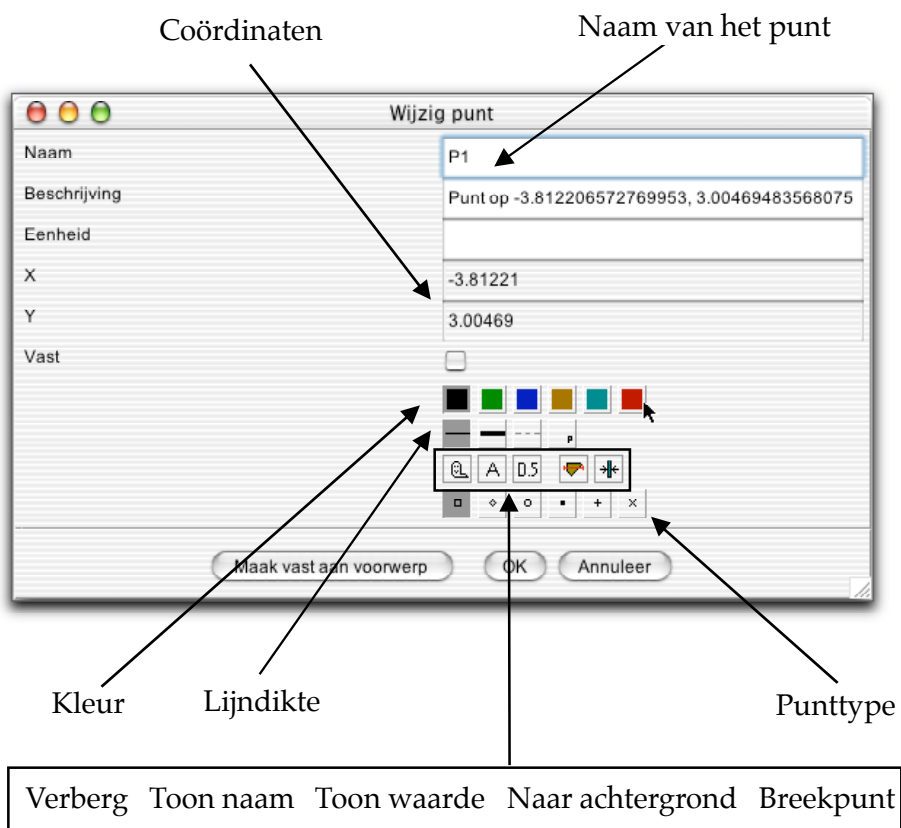 Coördinaten
Naam van het punt
Wijzig punt
Naam
P1
Beschrijving
Punt op -3.812206572769953, 3.00469483568075
Eenheid
X
-3.81221
Y
3.00469
Vast
p
A
0.5
Maak vast aan voorwerp
OK
Annuleer
Kleur
Lijndikte
Punttype
Verberg Toon naam Toon waarde Naar achtergrond Breekpunt